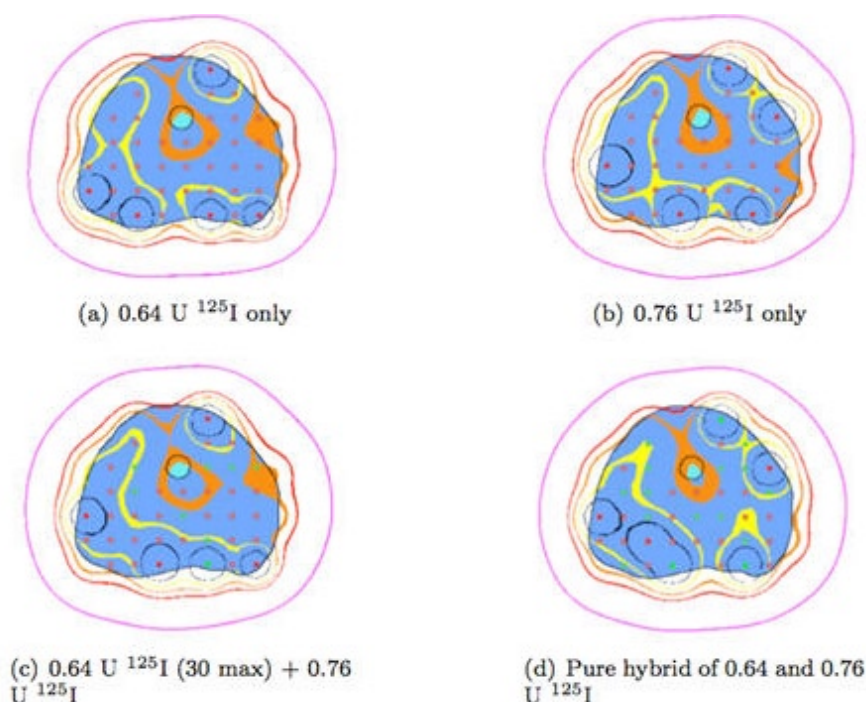 (a) 0.64 U ¹²⁵I only
(b) 0.76 U ¹²⁵I only
(c) 0.64 U ¹²⁵I (30 max) + 0.76
U ¹²⁵I
(d) Pure hybrid of 0.64 and 0.76
U ¹²⁵I